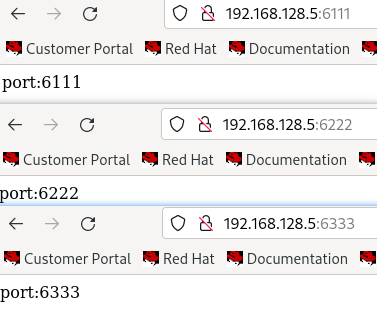 192.168.128.5:6111
Customer Portal Red Hat Documentation
port:6111
192.168.128.5:6222
Customer Portal Red Hat Documentation
port:6222
192.168.128.5:6333
Customer Portal Red Hat Documentation
port:6333